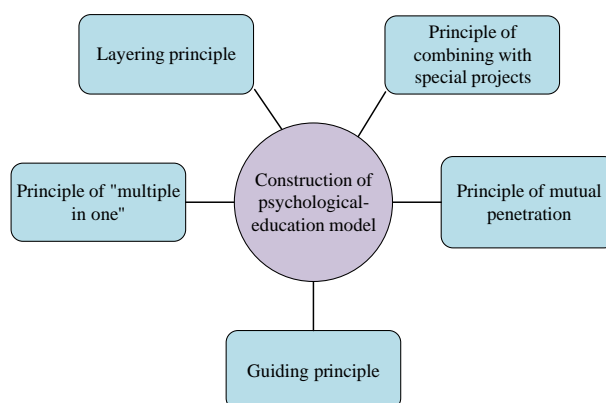 Layering principle
Principle of
combining with
special projects
Principle of "multiple
in one"
Construction of
psychological-
education model
Principle of mutual
penetration
Guiding principle